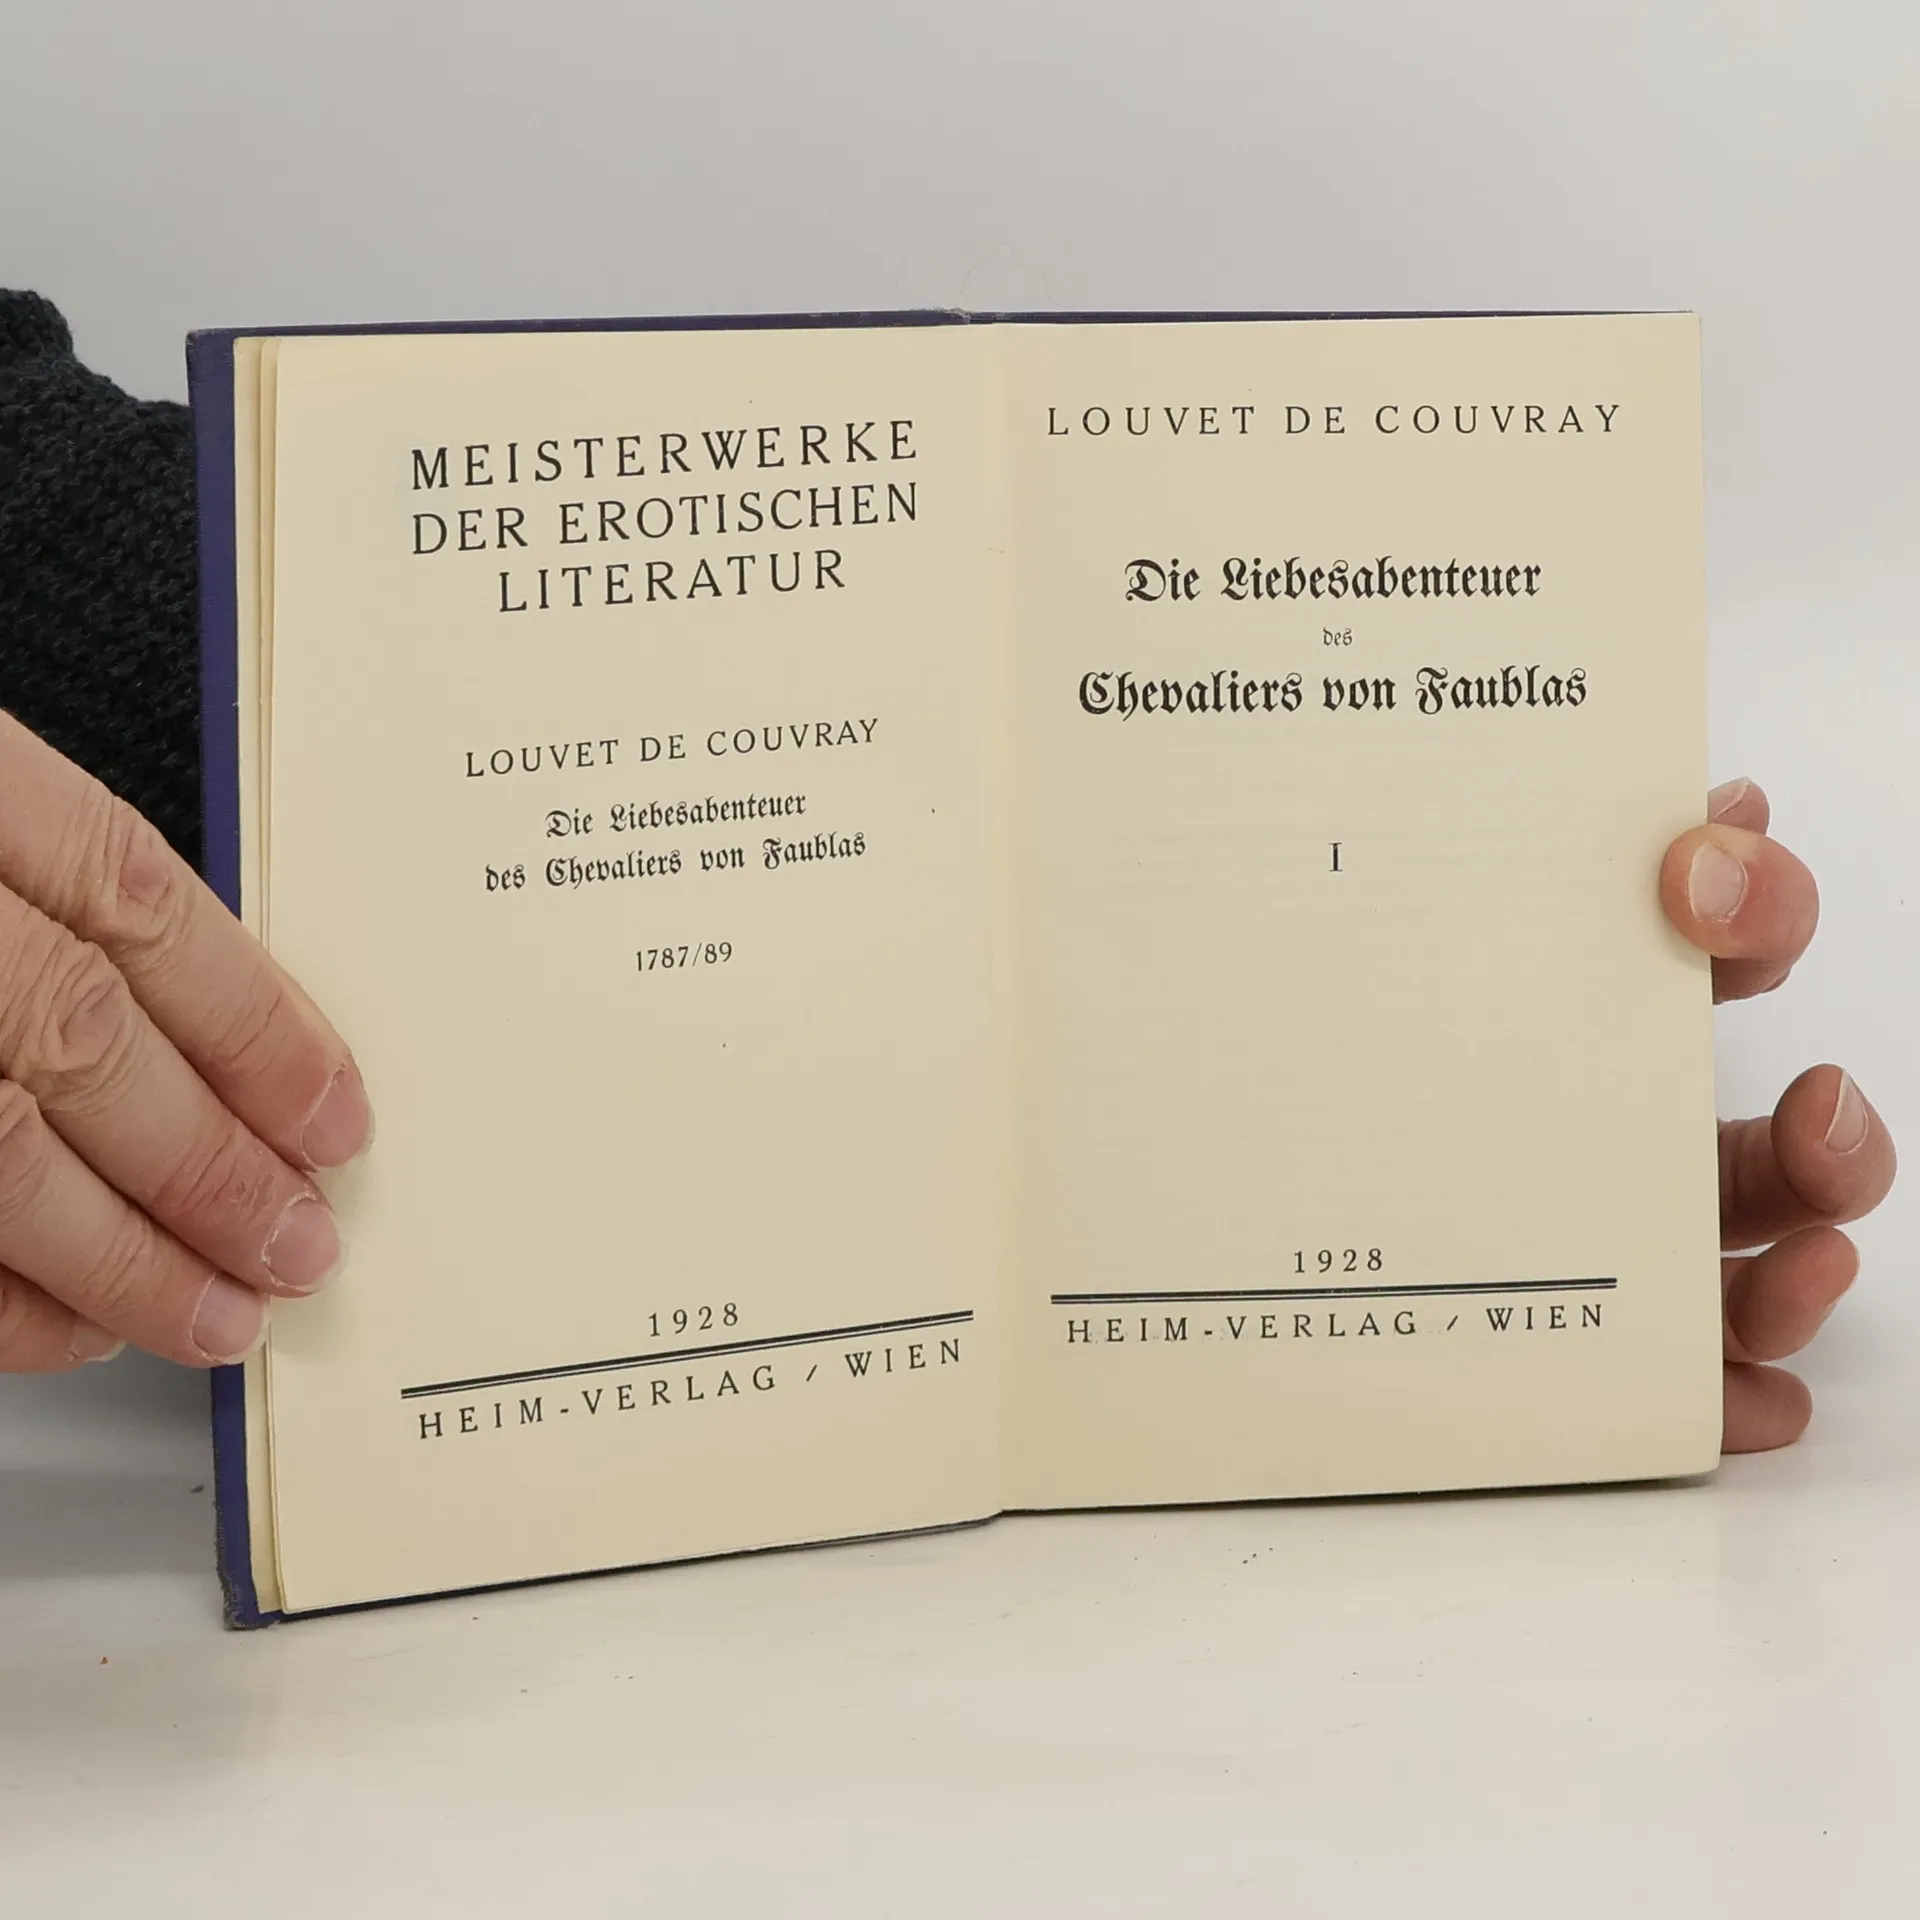 MEISTERWERKE
DER EROTISCHEN
LITERATUR
LOUVET DE COUVRAY
Die Liebesabenteuer
des Chevaliers von Faublas
1787/89
1928
HEIM-VERLAG / WIEN
LOUVET DE COUVRAY
Die Liebesabenteuer
des
Chevaliers von Faublas
I
1928
HEIM-VERLAG / WIEN